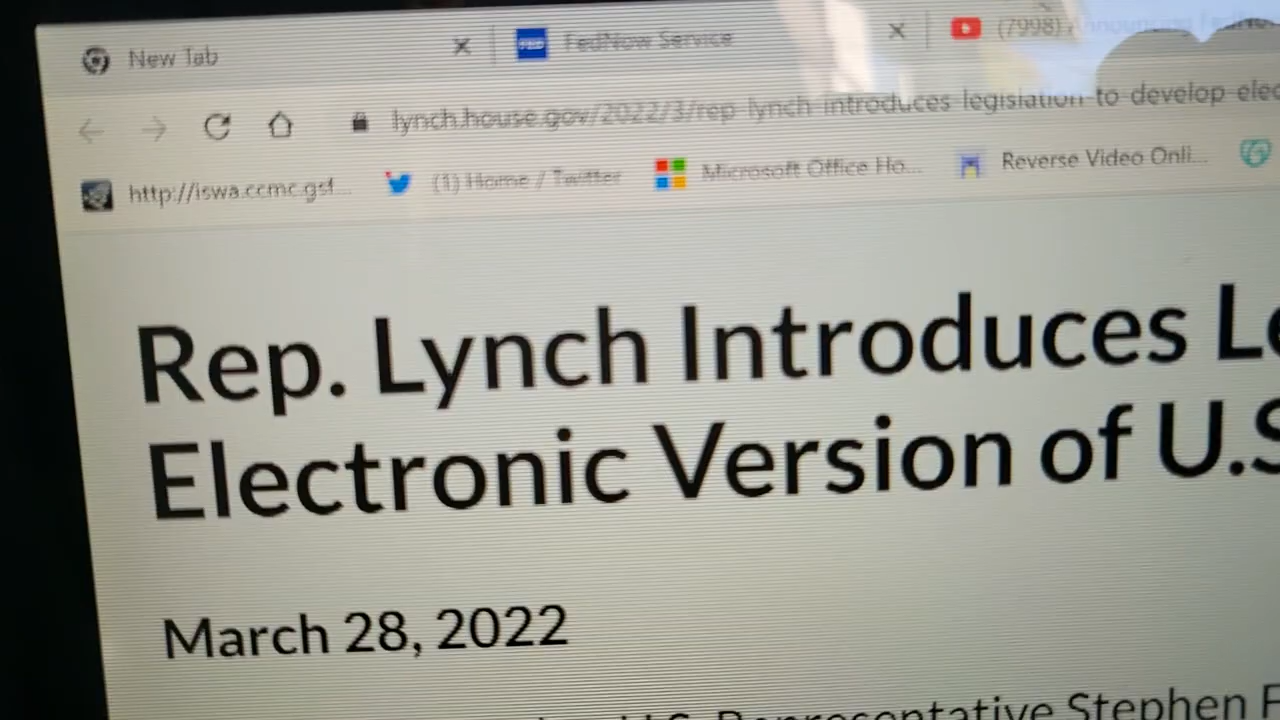 New Tab FedNow Service (7998)
lynch.house.gov/2022/3/rep-lynch-introduces-legislation-to-develop-elec
http://iswa.ccmc.gsf... (1) Home / Twitter Microsoft Office Ho... Reverse Video Onli...
Rep. Lynch Introduces L
Electronic Version of U.S
March 28, 2022
Representative Stephen